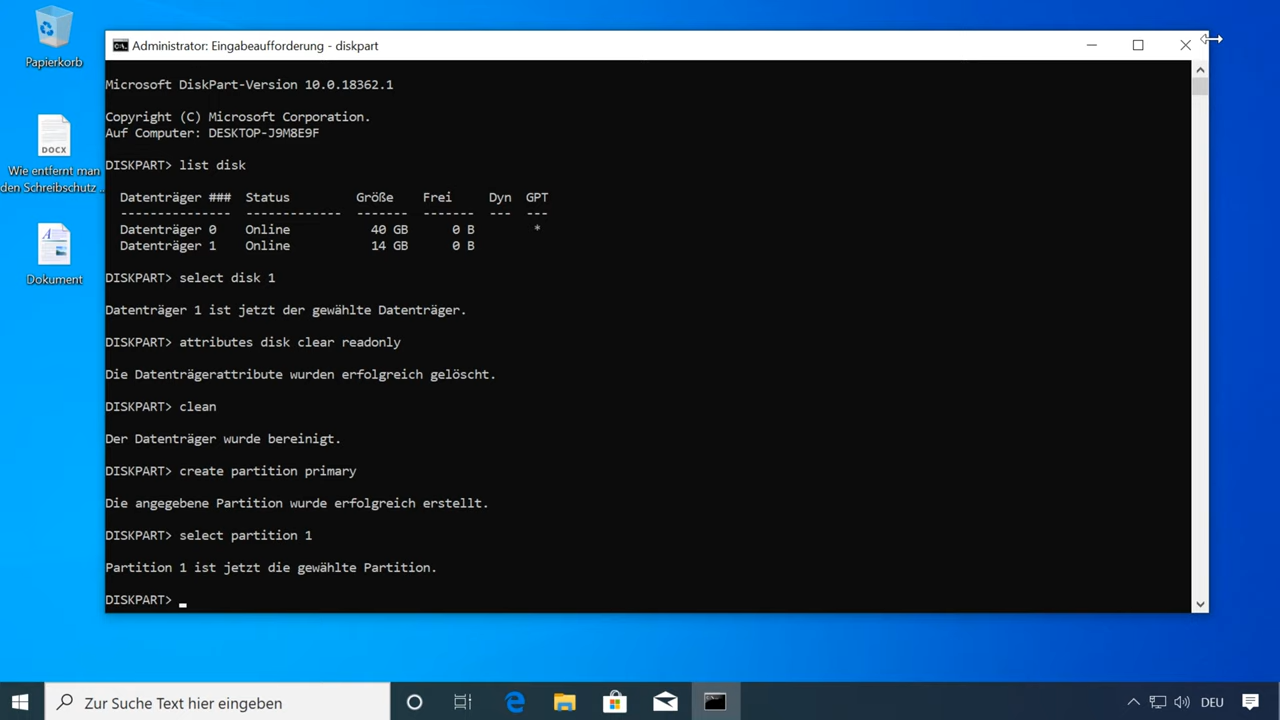 Papierkorb
DOCX
Wie entfernt man
den Schreibschutz ...
Dokument
Administrator: Eingabeaufforderung - diskpart
Microsoft DiskPart-Version 10.0.18362.1
Copyright (C) Microsoft Corporation.
Auf Computer: DESKTOP-J9M8E9F
DISKPART> list disk
Datenträger ###  Status         Größe    Frei     Dyn  GPT
---------------  -------------  -------  -------  ---  ---
Datenträger 0    Online           40 GB      0 B        *
Datenträger 1    Online           14 GB      0 B
DISKPART> select disk 1
Datenträger 1 ist jetzt der gewählte Datenträger.
DISKPART> attributes disk clear readonly
Die Datenträgerattribute wurden erfolgreich gelöscht.
DISKPART> clean
Der Datenträger wurde bereinigt.
DISKPART> create partition primary
Die angegebene Partition wurde erfolgreich erstellt.
DISKPART> select partition 1
Partition 1 ist jetzt die gewählte Partition.
DISKPART> _
Zur Suche Text hier eingeben
DEU